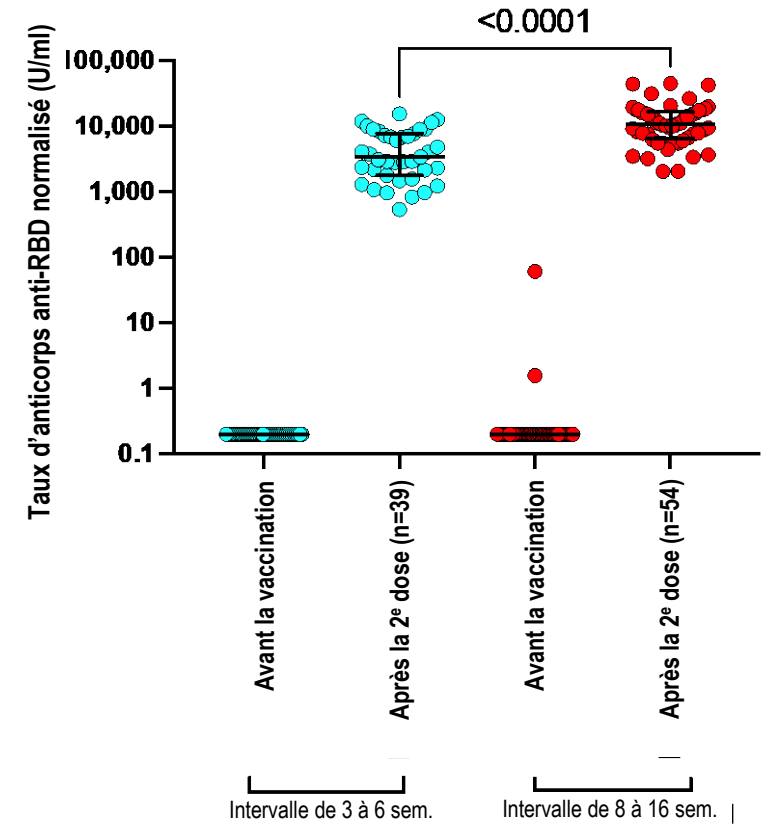 <0.0001
Taux d’anticorps anti-RBD normalisé (U/ml)
100,000
10,000
1,000
100
10
1
0.1
Avant la vaccination
Après la 2e dose (n=39)
Avant la vaccination
Après la 2e dose (n=54)
Intervalle de 3 à 6 sem.
Intervalle de 8 à 16 sem.